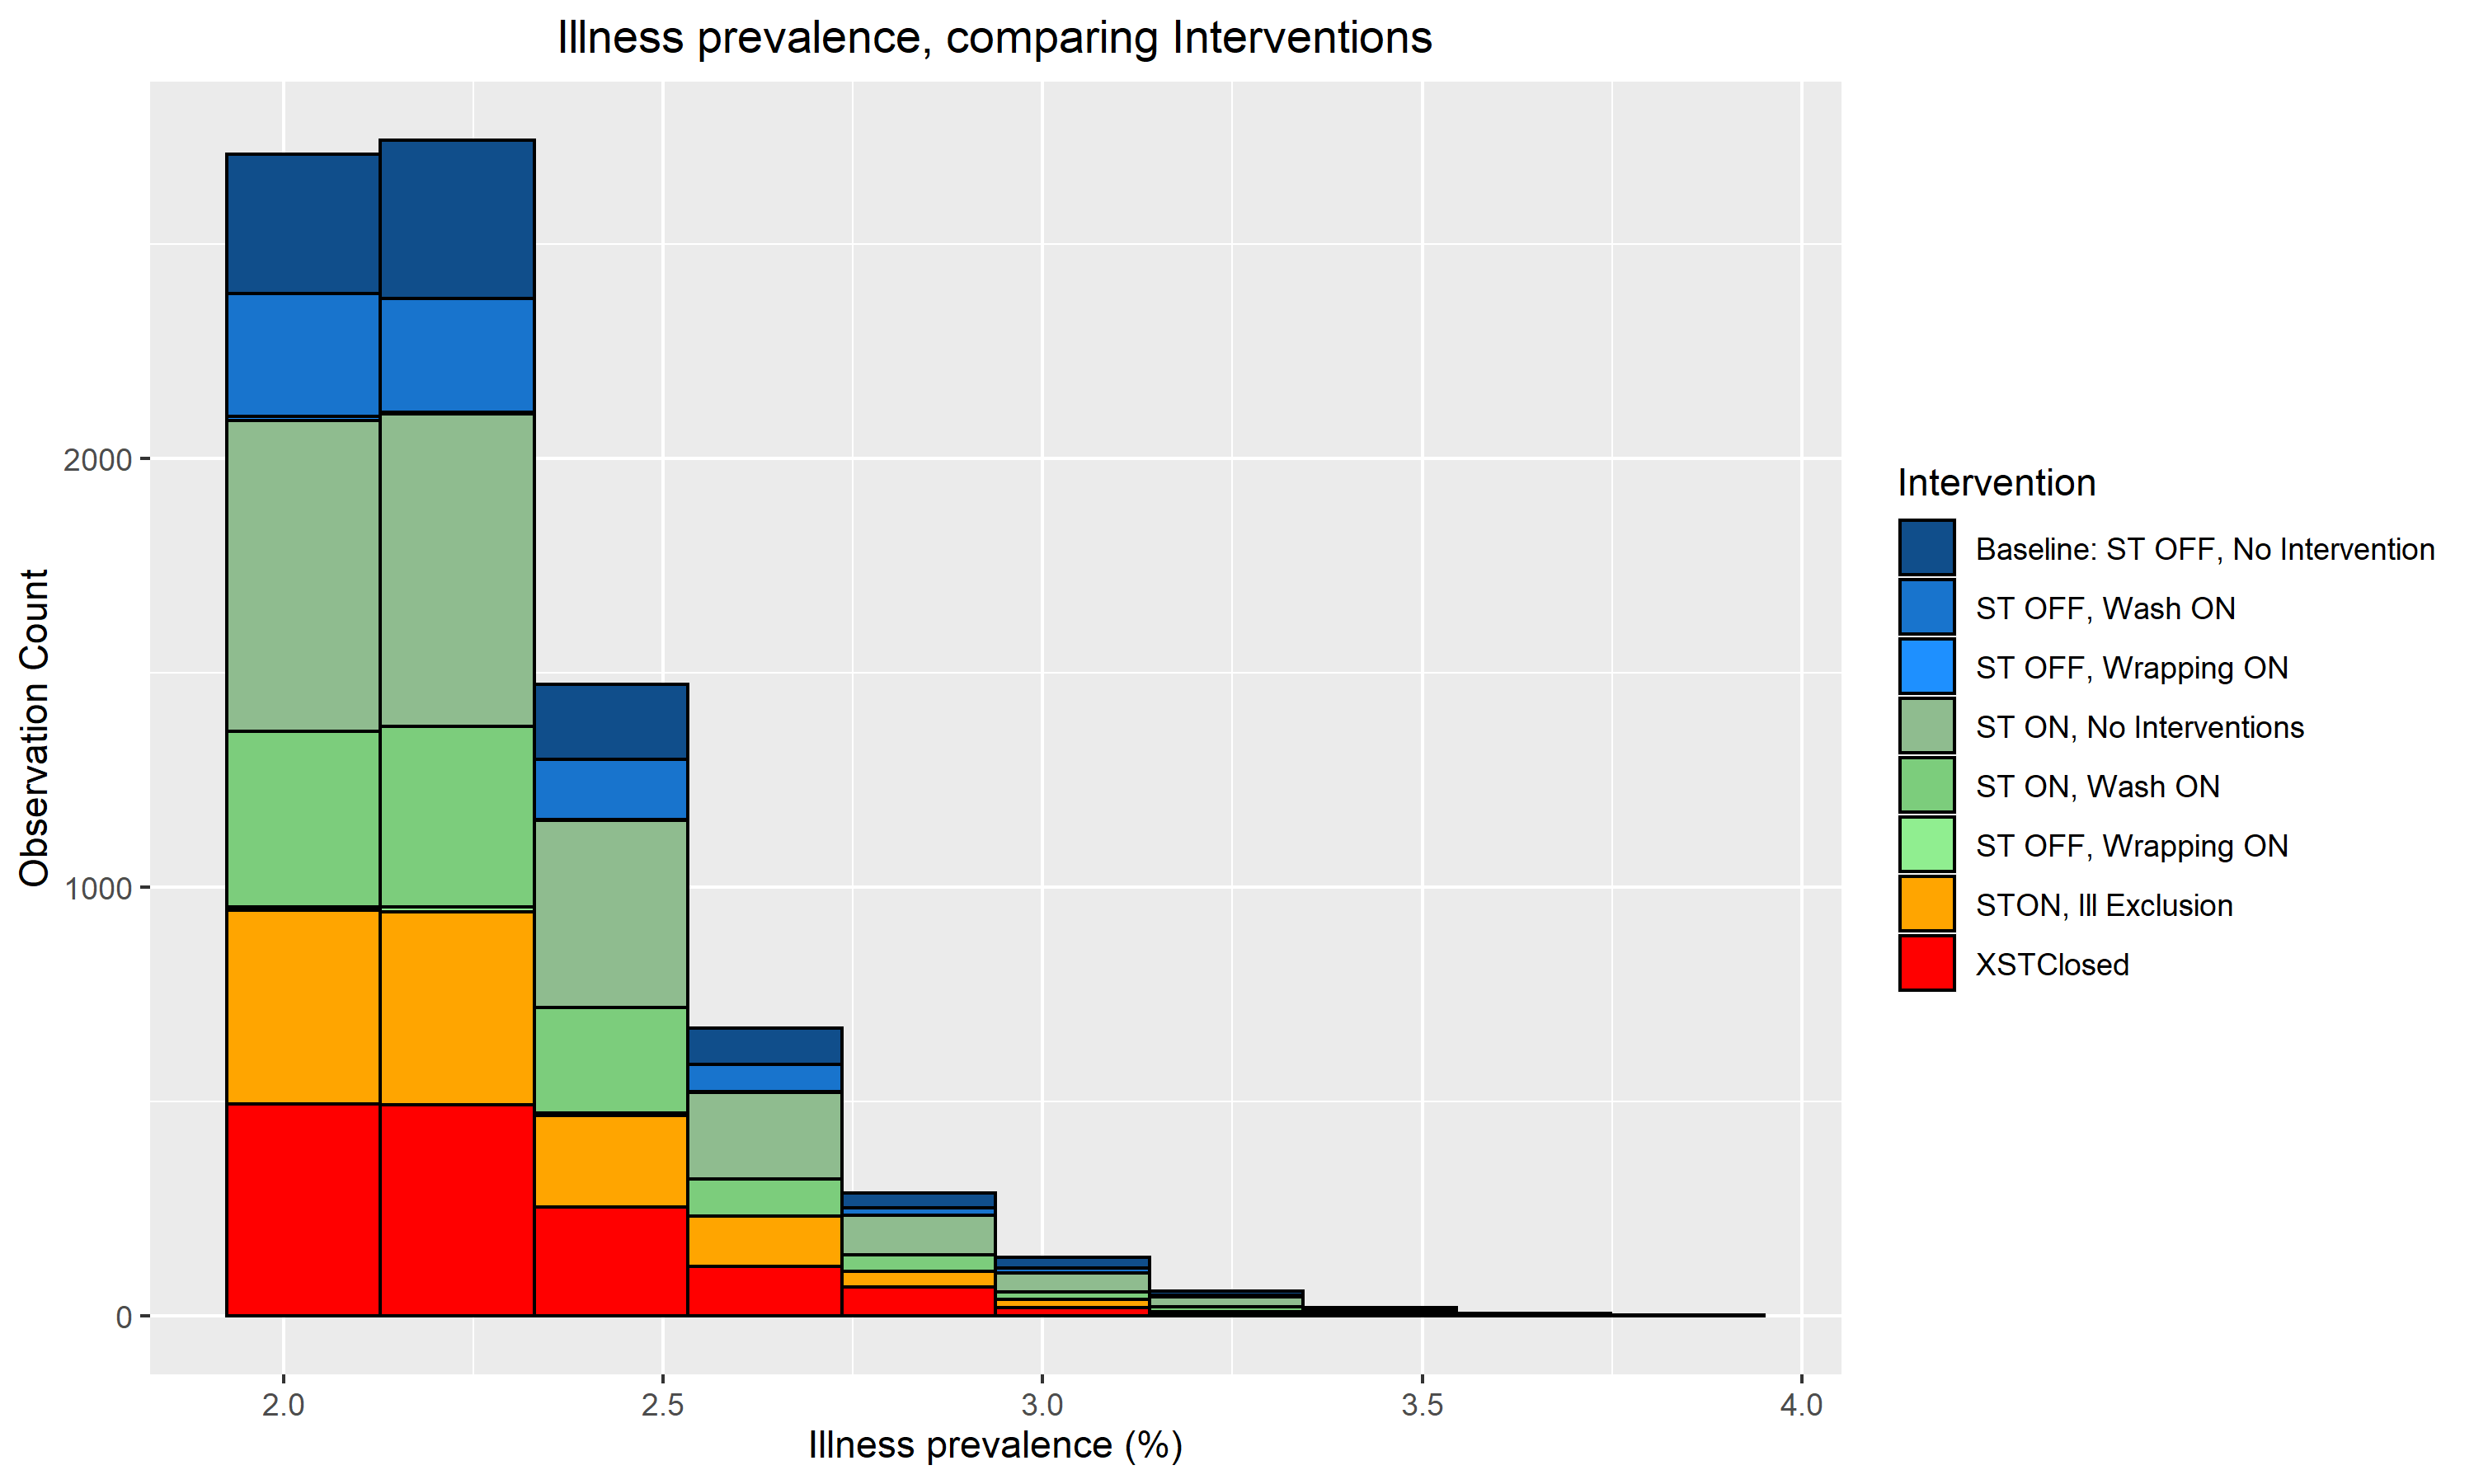 Illness prevalence, comparing Interventions
Observation Count
2000
1000
0
2.0
2.5
3.0
3.5
4.0
Illness prevalence (%)
Intervention
Baseline: ST OFF, No Intervention
ST OFF, Wash ON
ST OFF, Wrapping ON
ST ON, No Interventions
ST ON, Wash ON
ST OFF, Wrapping ON
STON, Ill Exclusion
XSTClosed